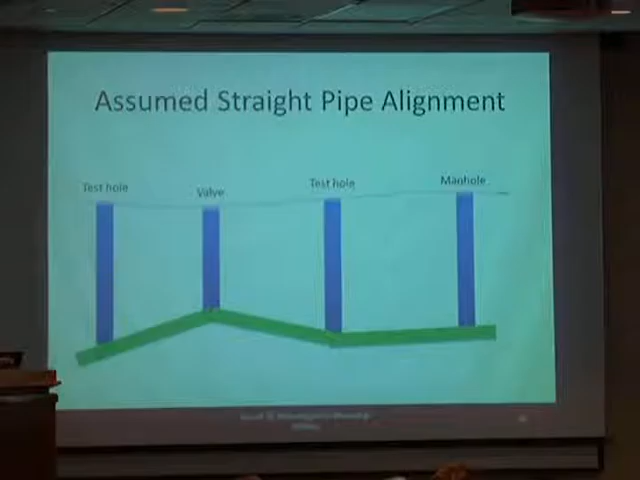 Assumed Straight Pipe Alignment
Test hole
Valve
Test hole
Manhole